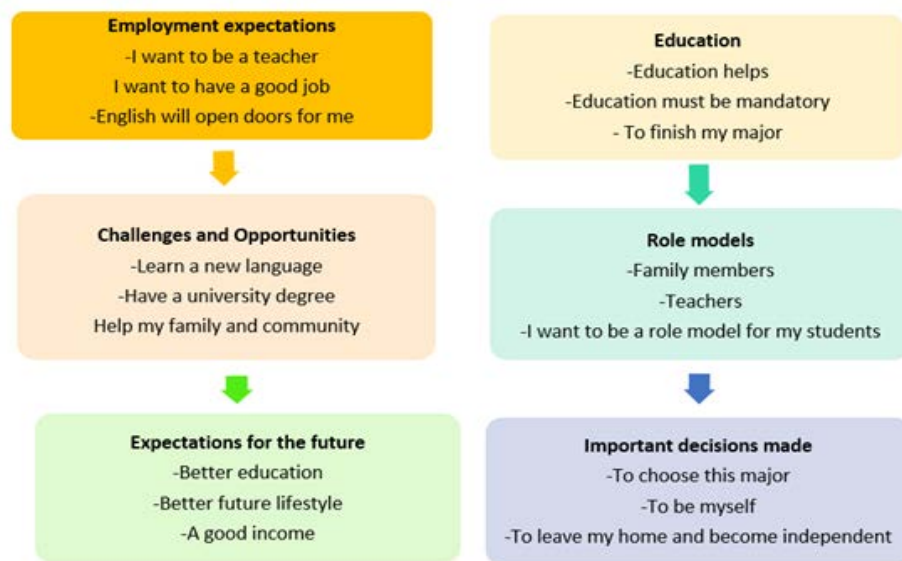 Employment expectations
-I want to be a teacher
I want to have a good job
-English will open doors for me
Challenges and Opportunities
-Learn a new language
-Have a university degree
Help my family and community
Expectations for the future
-Better education
-Better future lifestyle
-A good income
Education
-Education helps
-Education must be mandatory
- To finish my major
Role models
-Family members
-Teachers
-I want to be a role model for my students
Important decisions made
-To choose this major
-To be myself
-To leave my home and become independent